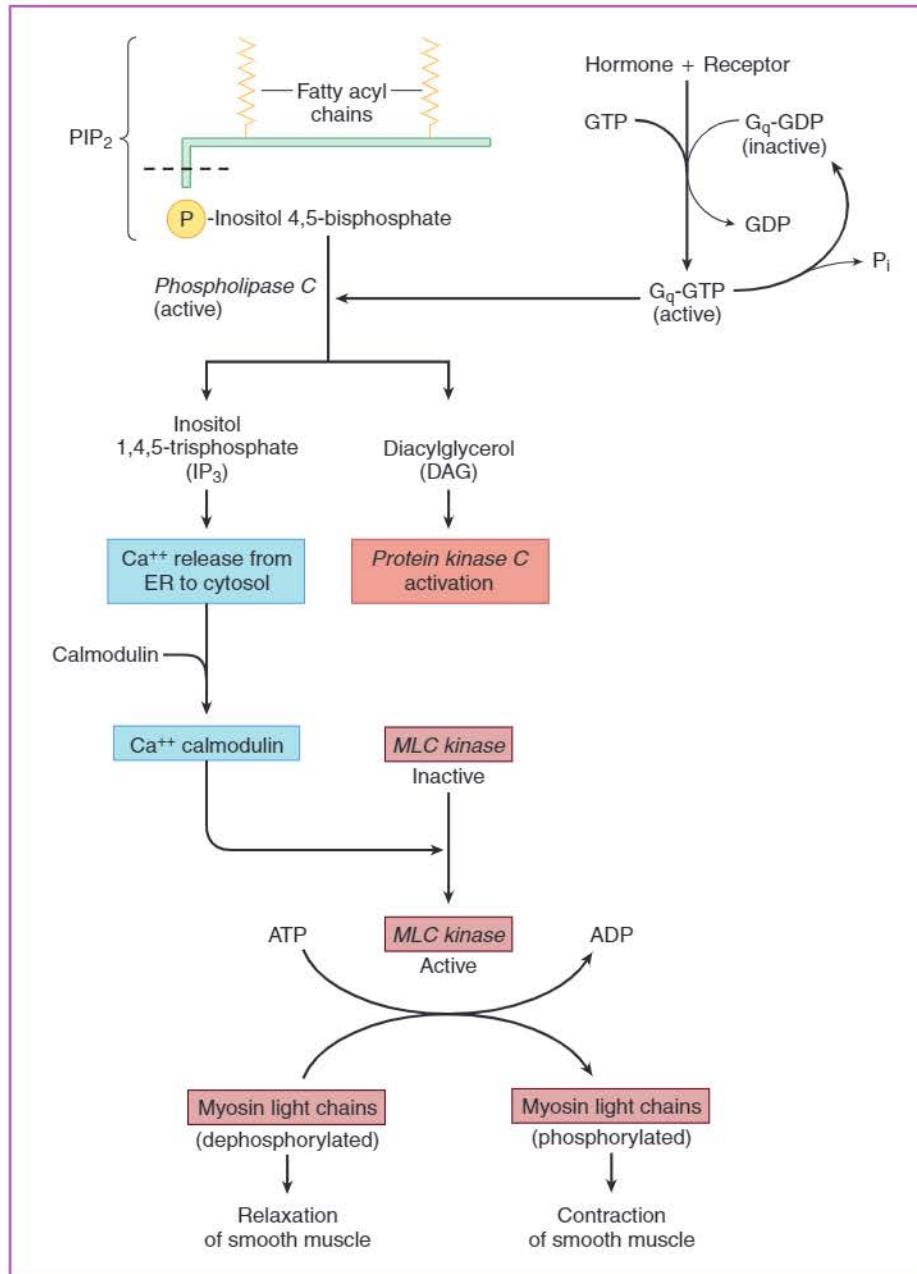 PIP₂
Fatty acyl
chains
P -Inositol 4,5-bisphosphate
Hormone + Receptor
GTP
Gq-GDP
(inactive)
GDP
Pi
Gq-GTP
(active)
Phospholipase C
(active)
Inositol
1,4,5-trisphosphate
(IP₃)
Diacylglycerol
(DAG)
Ca⁺⁺ release from
ER to cytosol
Protein kinase C
activation
Calmodulin
Ca⁺⁺ calmodulin
MLC kinase
Inactive
ATP
MLC kinase
Active
ADP
Myosin light chains
(dephosphorylated)
Myosin light chains
(phosphorylated)
Relaxation
of smooth muscle
Contraction
of smooth muscle